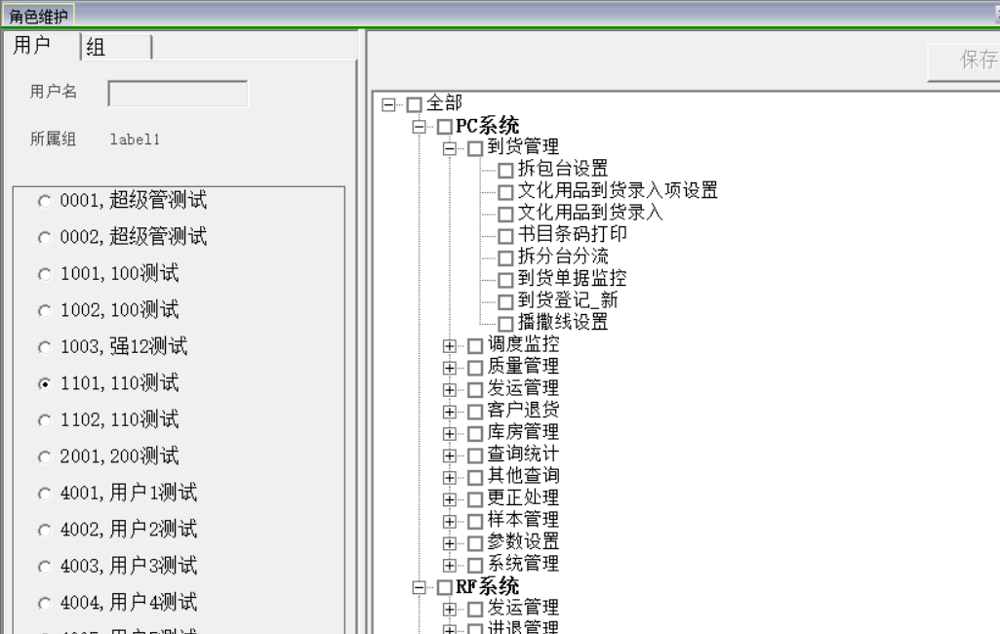 角色维护
用户
组
保存
用户名
所属组 label1
0001,超级管测试
0002,超级管测试
1001,100测试
1002,100测试
1003,强12测试
1101,110测试
1102,110测试
2001,200测试
4001,用户1测试
4002,用户2测试
4003,用户3测试
4004,用户4测试
全部
PC系统
到货管理
拆包台设置
文化用品到货录入项设置
文化用品到货录入
书目条码打印
拆分台分流
到货单据监控
到货登记_新
播撒线设置
调度监控
质量管理
发运管理
客户退货
库房管理
查询统计
其他查询
更正处理
样本管理
参数设置
系统管理
RF系统
发运管理
进退管理